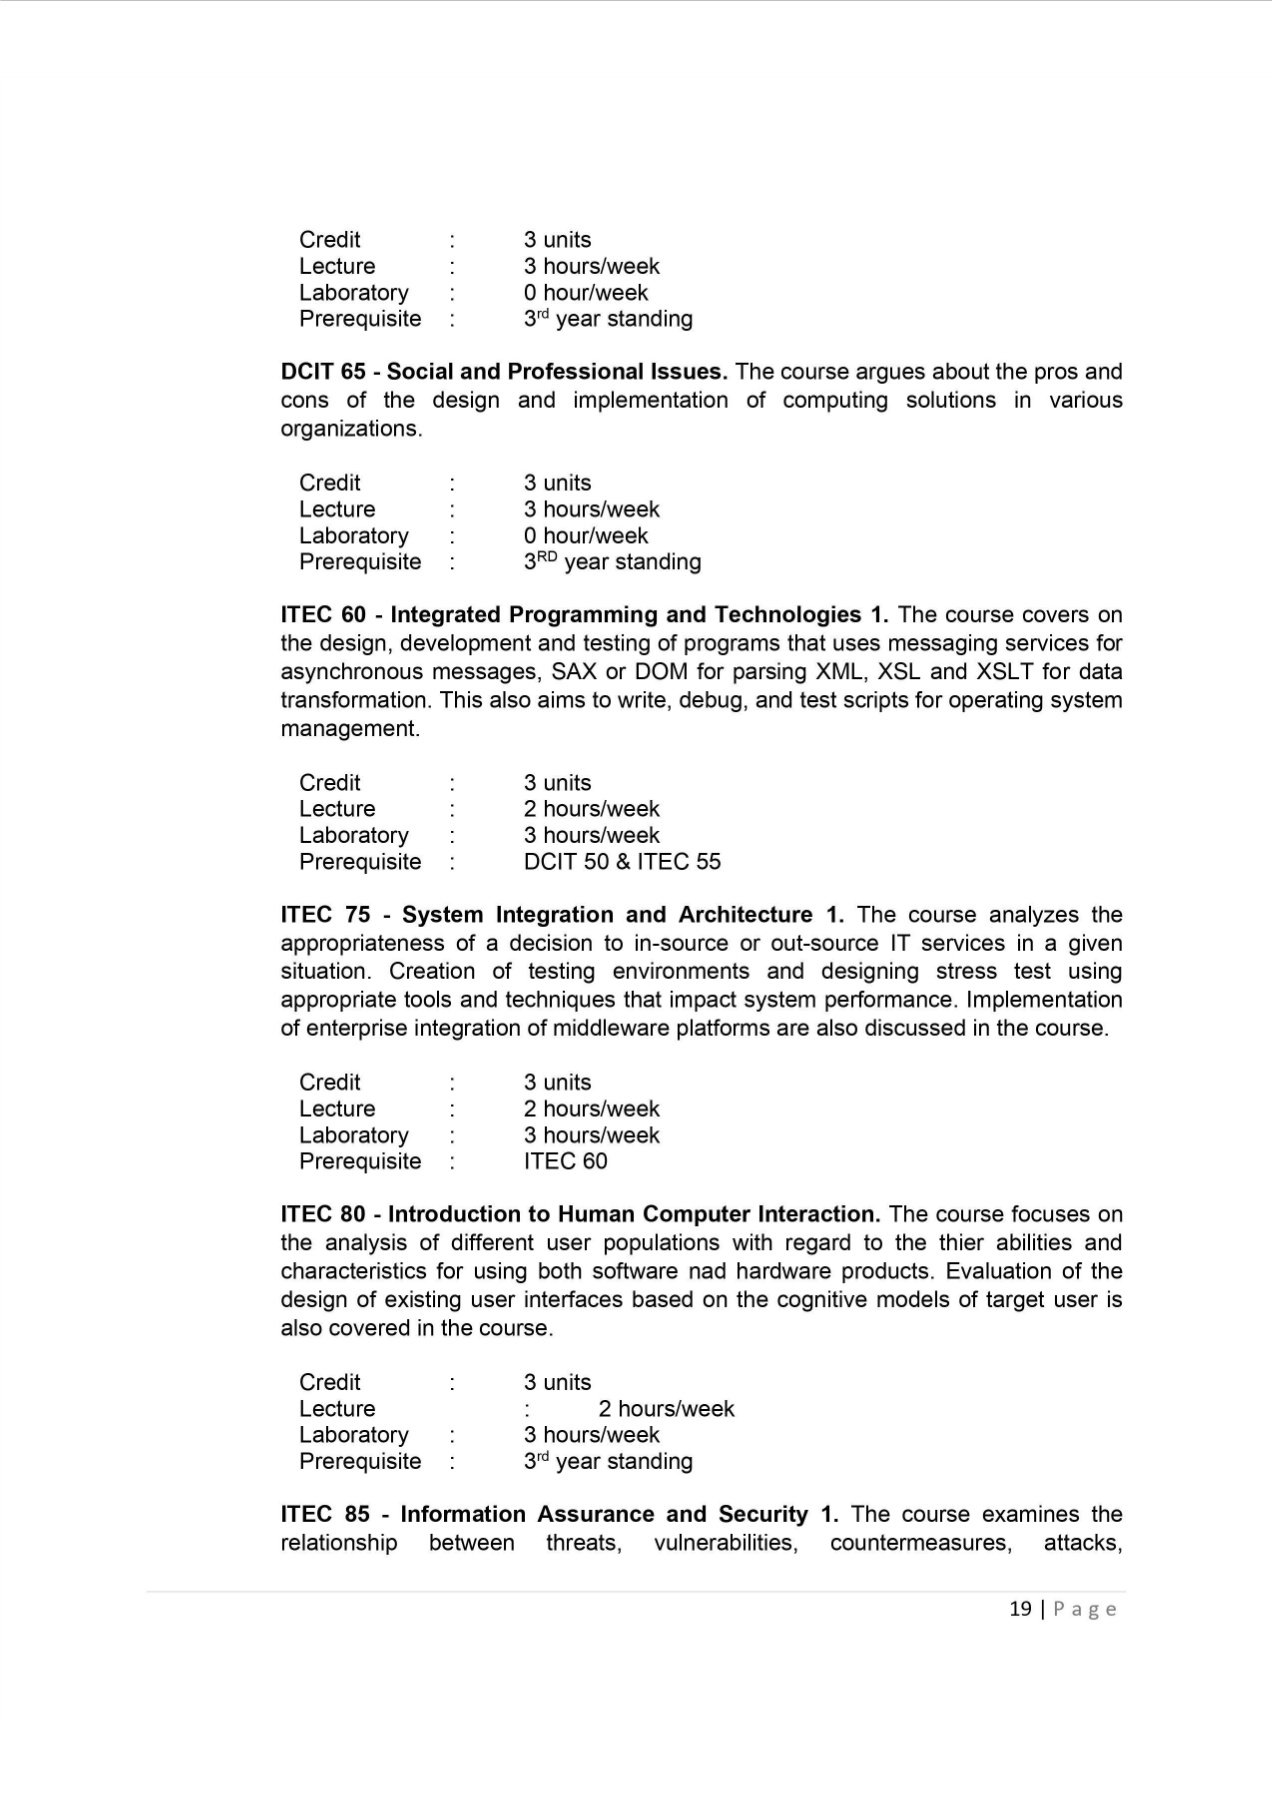 Credit : 3 units
Lecture : 3 hours/week
Laboratory : 0 hour/week
Prerequisite : 3rd year standing
DCIT 65 - Social and Professional Issues. The course argues about the pros and
cons of the design and implementation of computing solutions in various
organizations.
Credit : 3 units
Lecture : 3 hours/week
Laboratory : 0 hour/week
Prerequisite : 3RD year standing
ITEC 60 - Integrated Programming and Technologies 1. The course covers on
the design, development and testing of programs that uses messaging services for
asynchronous messages, SAX or DOM for parsing XML, XSL and XSLT for data
transformation. This also aims to write, debug, and test scripts for operating system
management.
Credit : 3 units
Lecture : 2 hours/week
Laboratory : 3 hours/week
Prerequisite : DCIT 50 & ITEC 55
ITEC 75 - System Integration and Architecture 1. The course analyzes the
appropriateness of a decision to in-source or out-source IT services in a given
situation. Creation of testing environments and designing stress test using
appropriate tools and techniques that impact system performance. Implementation
of enterprise integration of middleware platforms are also discussed in the course.
Credit : 3 units
Lecture : 2 hours/week
Laboratory : 3 hours/week
Prerequisite : ITEC 60
ITEC 80 - Introduction to Human Computer Interaction. The course focuses on
the analysis of different user populations with regard to the thier abilities and
characteristics for using both software nad hardware products. Evaluation of the
design of existing user interfaces based on the cognitive models of target user is
also covered in the course.
Credit : 3 units
Lecture : 2 hours/week
Laboratory : 3 hours/week
Prerequisite : 3rd year standing
ITEC 85 - Information Assurance and Security 1. The course examines the
relationship between threats, vulnerabilities, countermeasures, attacks,
19 | Page